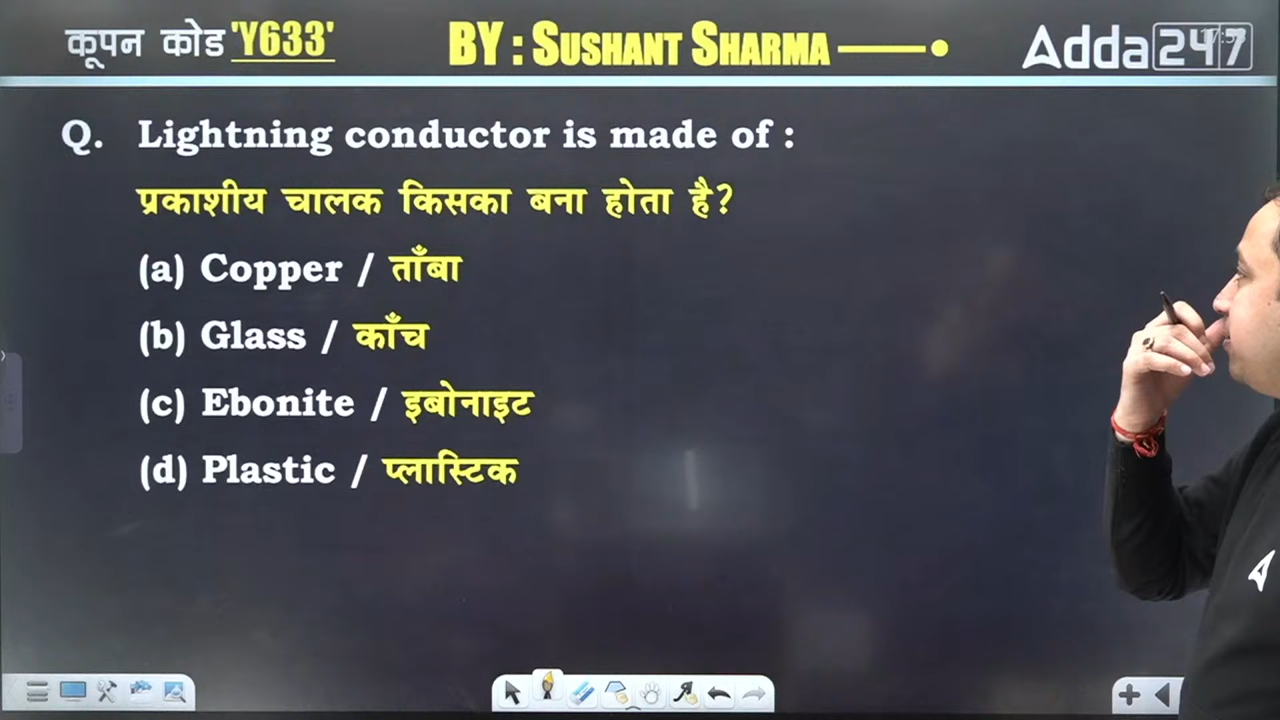 कूपन कोड 'Y633' BY : SUSHANT SHARMA Adda247
Q. Lightning conductor is made of :
प्रकाशीय चालक किसका बना होता है?
(a) Copper / ताँबा
(b) Glass / काँच
(c) Ebonite / इबोनाइट
(d) Plastic / प्लास्टिक